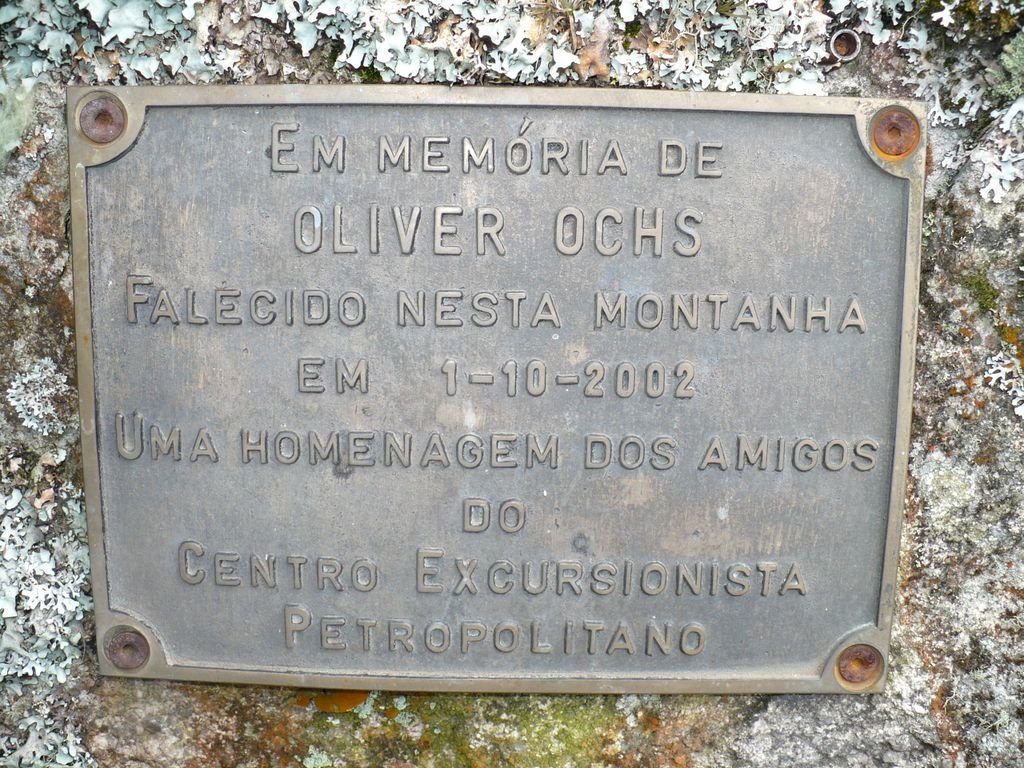 EM MEMÓRIA DE
OLIVER OCHS
FALECIDO NESTA MONTANHA
EM 1-10-2002
UMA HOMENAGEM DOS AMIGOS
DO
CENTRO EXCURSIONISTA
PETROPOLITANO